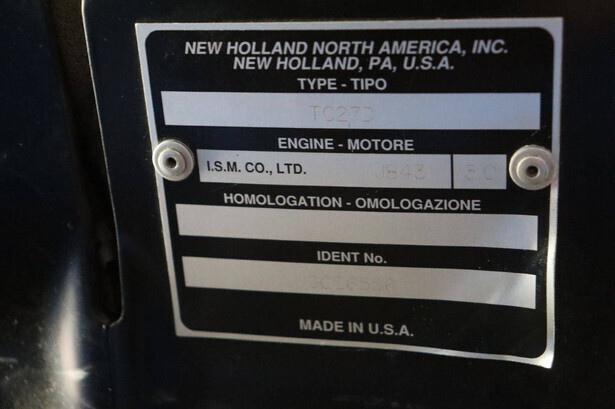 NEW HOLLAND NORTH AMERICA, INC.
NEW HOLLAND, PA, U.S.A.
TYPE - TIPO
TC27D
ENGINE - MOTORE
I.S.M. CO., LTD. J843
HOMOLOGATION - OMOLOGAZIONE
IDENT No.
MADE IN U.S.A.